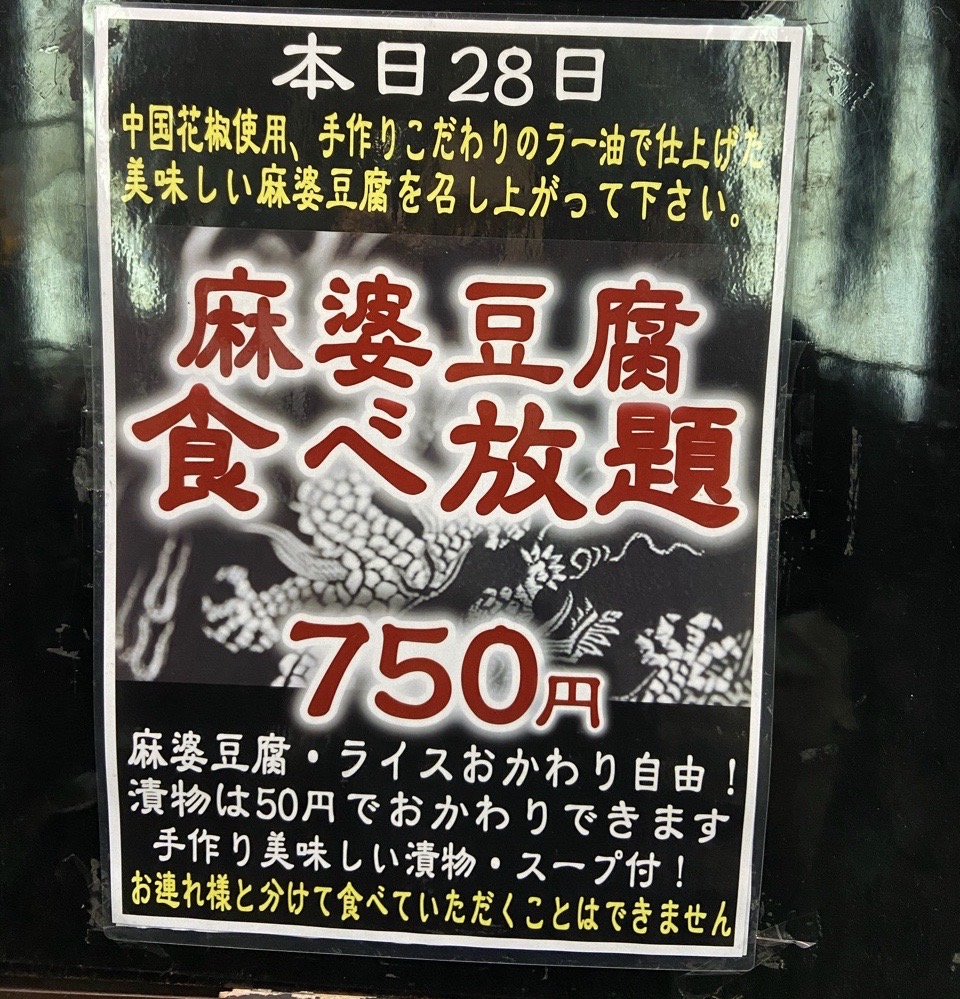 本日28日
中国花椒使用、手作りこだわりのラー油で仕上げた
美味しい麻婆豆腐を召し上がって下さい。
麻婆豆腐
食べ放題
750円
麻婆豆腐・ライスおかわり自由！
漬物は50円でおかわりできます
手作り美味しい漬物・スープ付！
お連れ様と分けて食べていただくことはできません